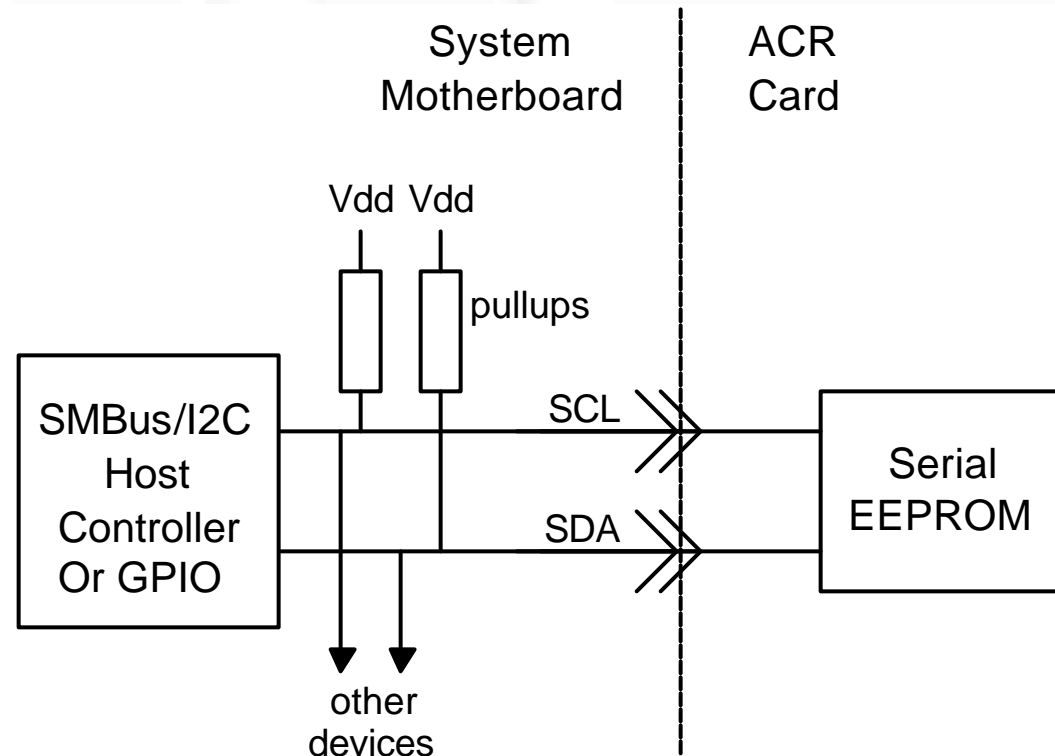 System
Motherboard
ACR
Card
Vdd Vdd
pullups
SMBus/I2C
Host
Controller
Or GPIO
SCL
SDA
Serial
EEPROM
other
devices